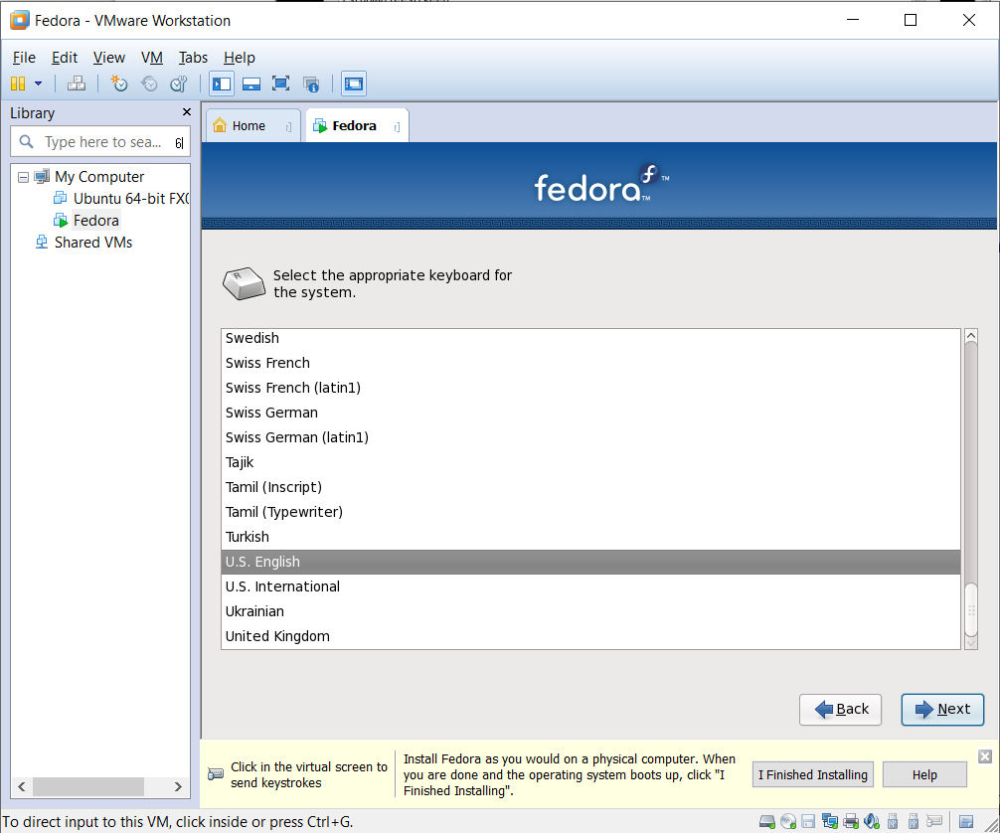 Fedora - VMware Workstation
File Edit View VM Tabs Help
Library
Type here to sea...
My Computer
Ubuntu 64-bit FX
Fedora
Shared VMs
Home
Fedora
fedora™
Select the appropriate keyboard for
the system.
Swedish
Swiss French
Swiss French (latin1)
Swiss German
Swiss German (latin1)
Tajik
Tamil (Inscript)
Tamil (Typewriter)
Turkish
U.S. English
U.S. International
Ukrainian
United Kingdom
Back
Next
Click in the virtual screen to
send keystrokes
Install Fedora as you would on a physical computer. When
you are done and the operating system boots up, click "I
Finished Installing".
I Finished Installing
Help
To direct input to this VM, click inside or press Ctrl+G.